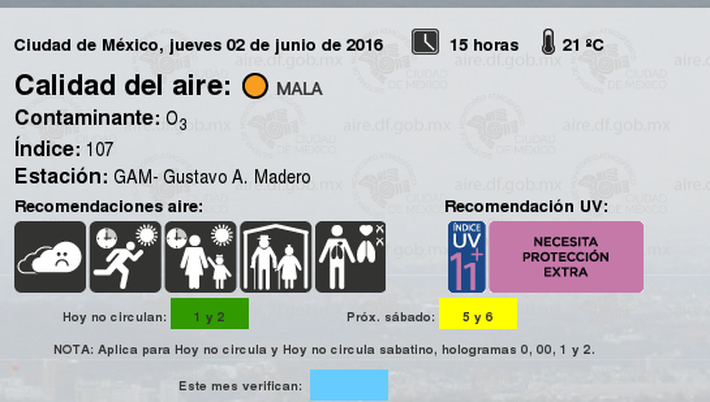 Ciudad de México, jueves 02 de junio de 2016 15 horas 21 ºC
Calidad del aire: MALA
Contaminante: O3
Índice: 107
Estación: GAM- Gustavo A. Madero
Recomendaciones aire: Recomendación UV:
ÍNDICE
UV
11+
NECESITA
PROTECCIÓN
EXTRA
Hoy no circulan: 1 y 2 Próx. sábado: 5 y 6
NOTA: Aplica para Hoy no circula y Hoy no circula sabatino, hologramas 0, 00, 1 y 2.
Este mes verifican:
aire.df.gob.mx
CIUDAD
DE MÉXICO